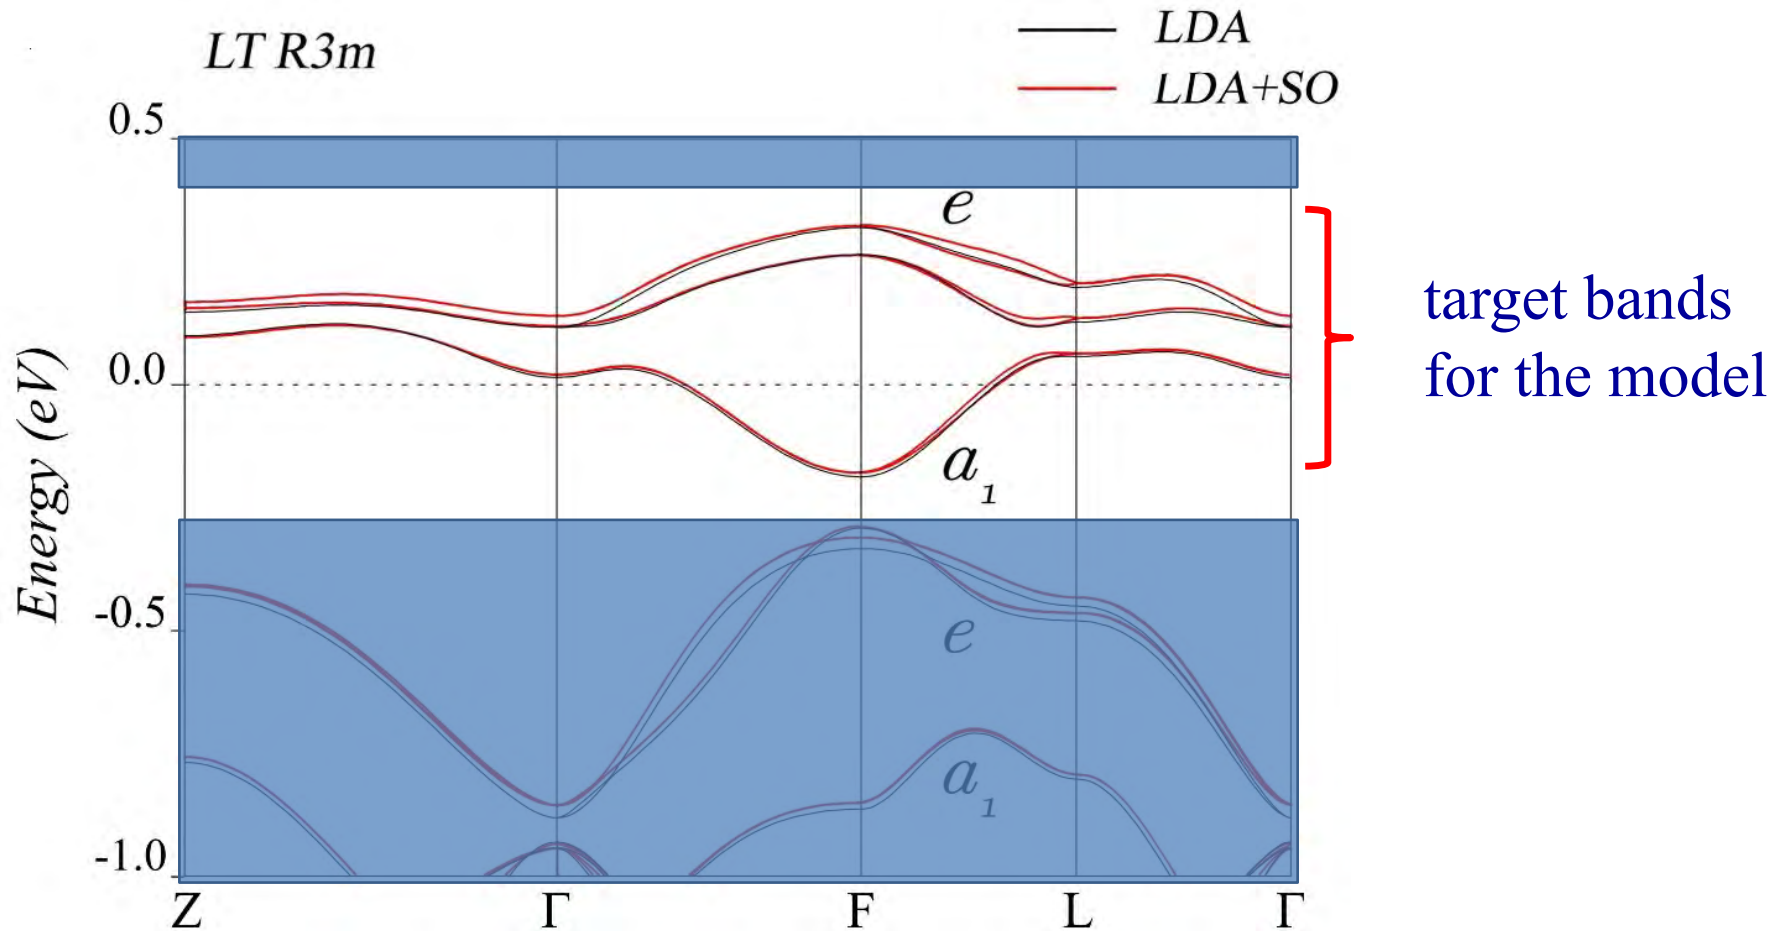 LT R3m
LDA
LDA+SO
0.5
0.0
-0.5
-1.0
Energy (eV)
e
a₁
e
a₁
target bands
for the model
Z Γ F L Γ